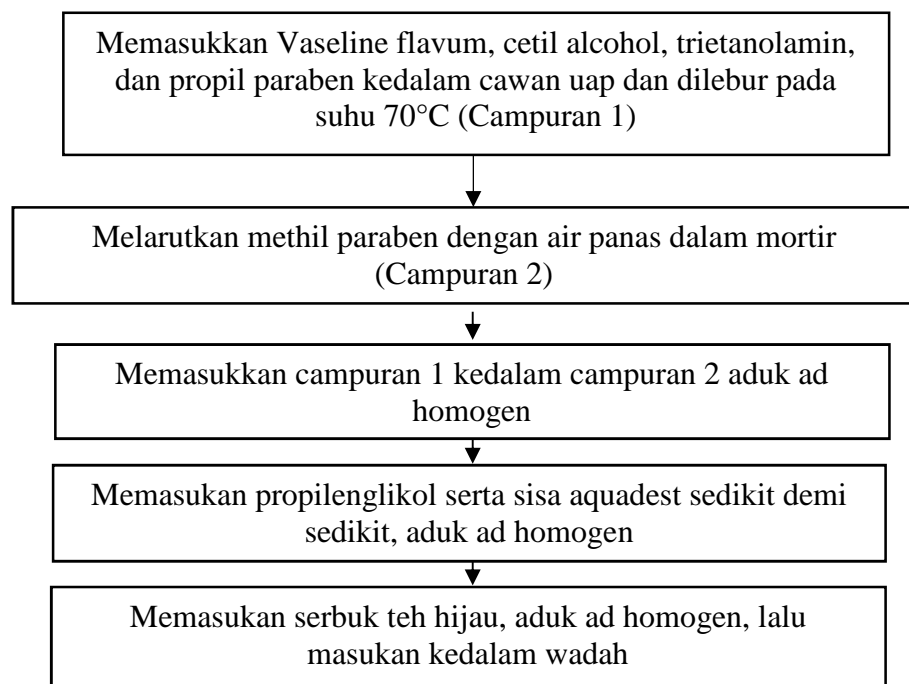 Memasukkan Vaseline flavum, cetil alcohol, trietanolamin,
dan propil paraben kedalam cawan uap dan dilebur pada
suhu 70°C (Campuran 1)
Melarutkan methil paraben dengan air panas dalam mortir
(Campuran 2)
Memasukkan campuran 1 kedalam campuran 2 aduk ad
homogen
Memasukan propilenglikol serta sisa aquadest sedikit demi
sedikit, aduk ad homogen
Memasukan serbuk teh hijau, aduk ad homogen, lalu
masukan kedalam wadah